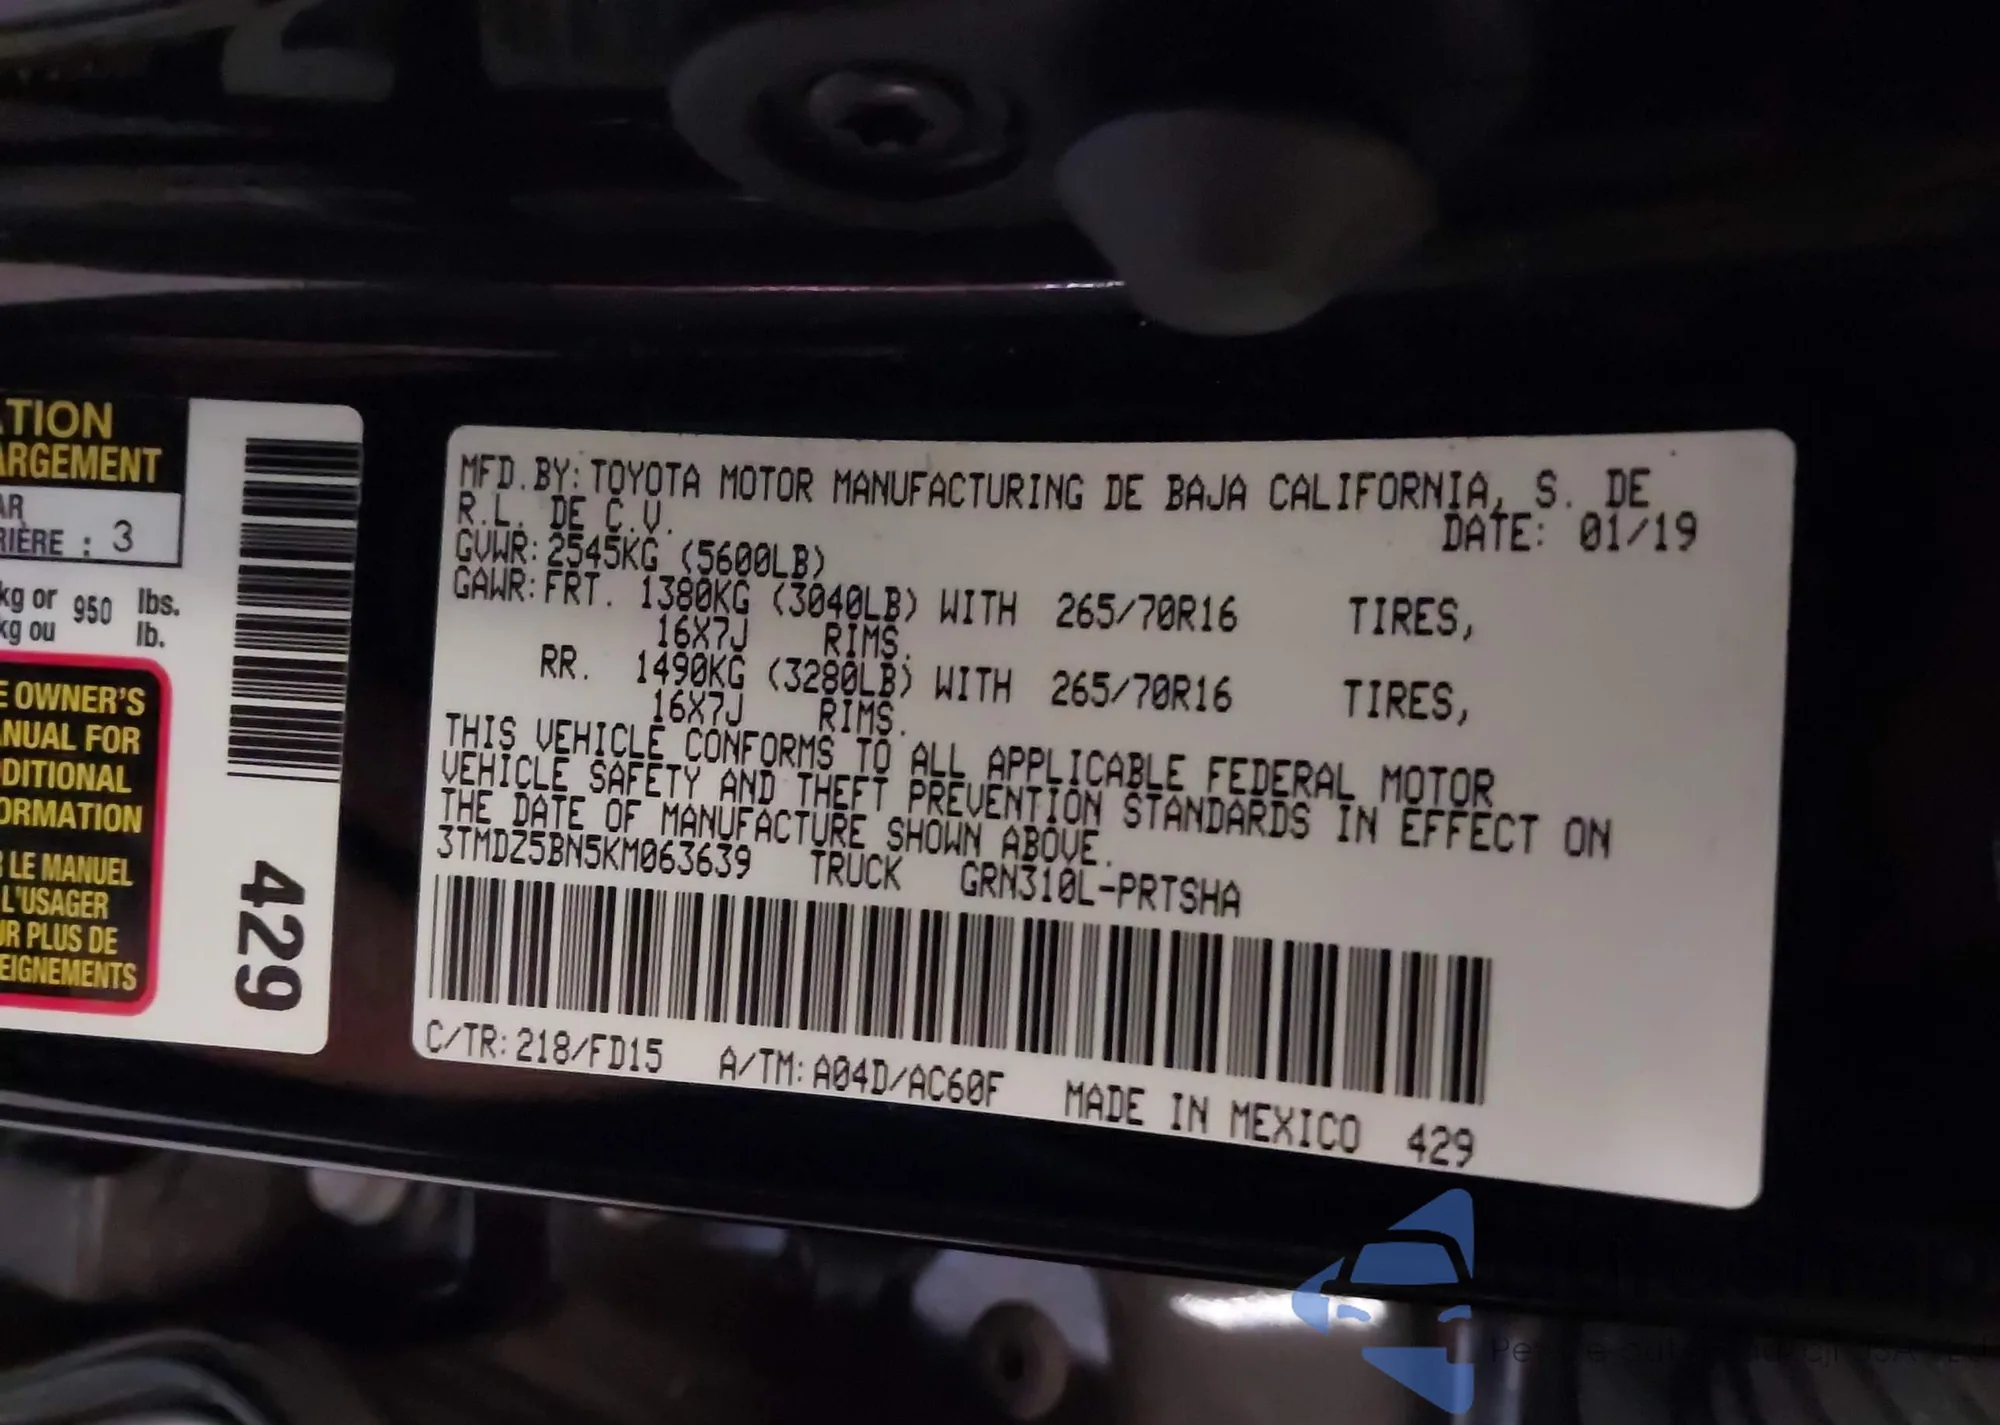 TION
ARGEMENT
AR
RIÈRE : 3
kg or 950 lbs.
kg ou lb.
E OWNER'S
ANUAL FOR
DDITIONAL
ORMATION
LE MANUEL
L'USAGER
UR PLUS DE
EIGNEMENTS
429
MFD.BY:TOYOTA MOTOR MANUFACTURING DE BAJA CALIFORNIA, S. DE
R.L. DE C.V.
DATE: 01/19
GVWR:2545KG (5600LB)
GAWR:FRT. 1380KG (3040LB) WITH 265/70R16 TIRES,
16X7J RIMS.
RR. 1490KG (3280LB) WITH 265/70R16 TIRES,
16X7J RIMS.
THIS VEHICLE CONFORMS TO ALL APPLICABLE FEDERAL MOTOR
VEHICLE SAFETY AND THEFT PREVENTION STANDARDS IN EFFECT ON
THE DATE OF MANUFACTURE SHOWN ABOVE.
3TMDZ5BN5KM063639 TRUCK GRN310L-PRTSHA
C/TR:218/FD15 A/TM:A04D/AC60F MADE IN MEXICO 429